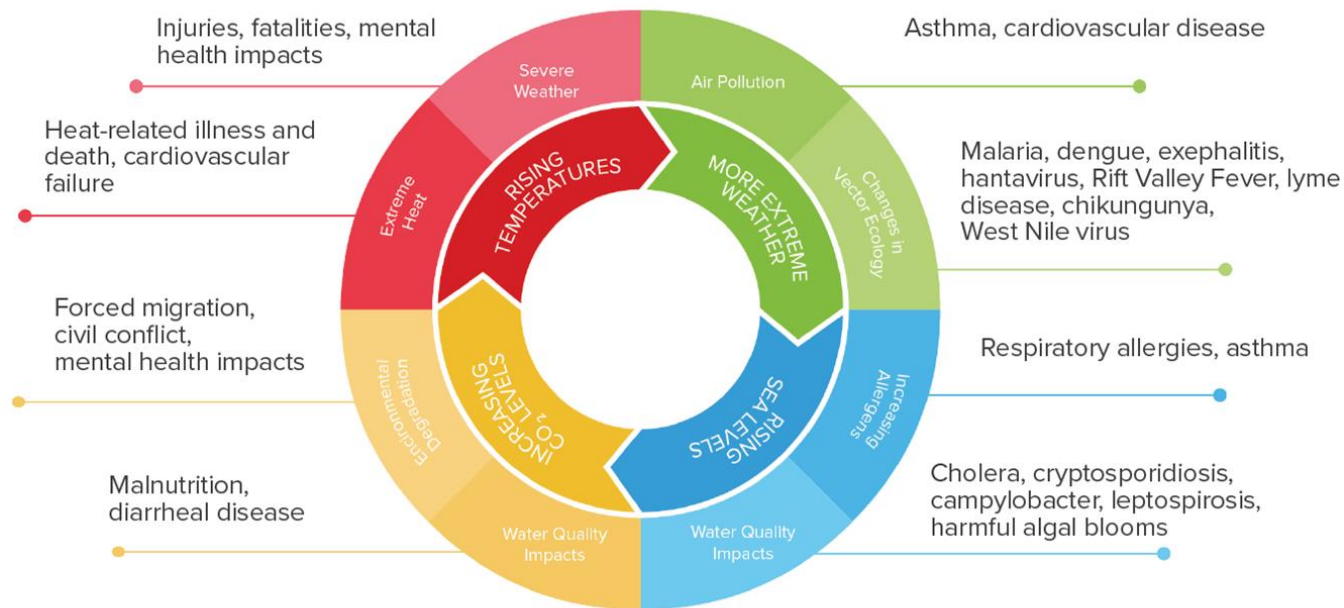 Injuries, fatalities, mental
health impacts
Asthma, cardiovascular disease
Severe
Weather
Air Pollution
Heat-related illness and
death, cardiovascular
failure
Extreme
Heat
RISING
TEMPERATURES
MORE EXTREME
WEATHER
Changes in
Vector Ecology
Malaria, dengue, exephalitis,
hantavirus, Rift Valley Fever, lyme
disease, chikungunya,
West Nile virus
Forced migration,
civil conflict,
mental health impacts
Encironmental
Degradation
INCREASING
CO₂ LEVELS
RISING
SEA LEVELS
Increasing
Allergens
Respiratory allergies, asthma
Malnutrition,
diarrheal disease
Water Quality
Impacts
Water Quality
Impacts
Cholera, cryptosporidiosis,
campylobacter, leptospirosis,
harmful algal blooms